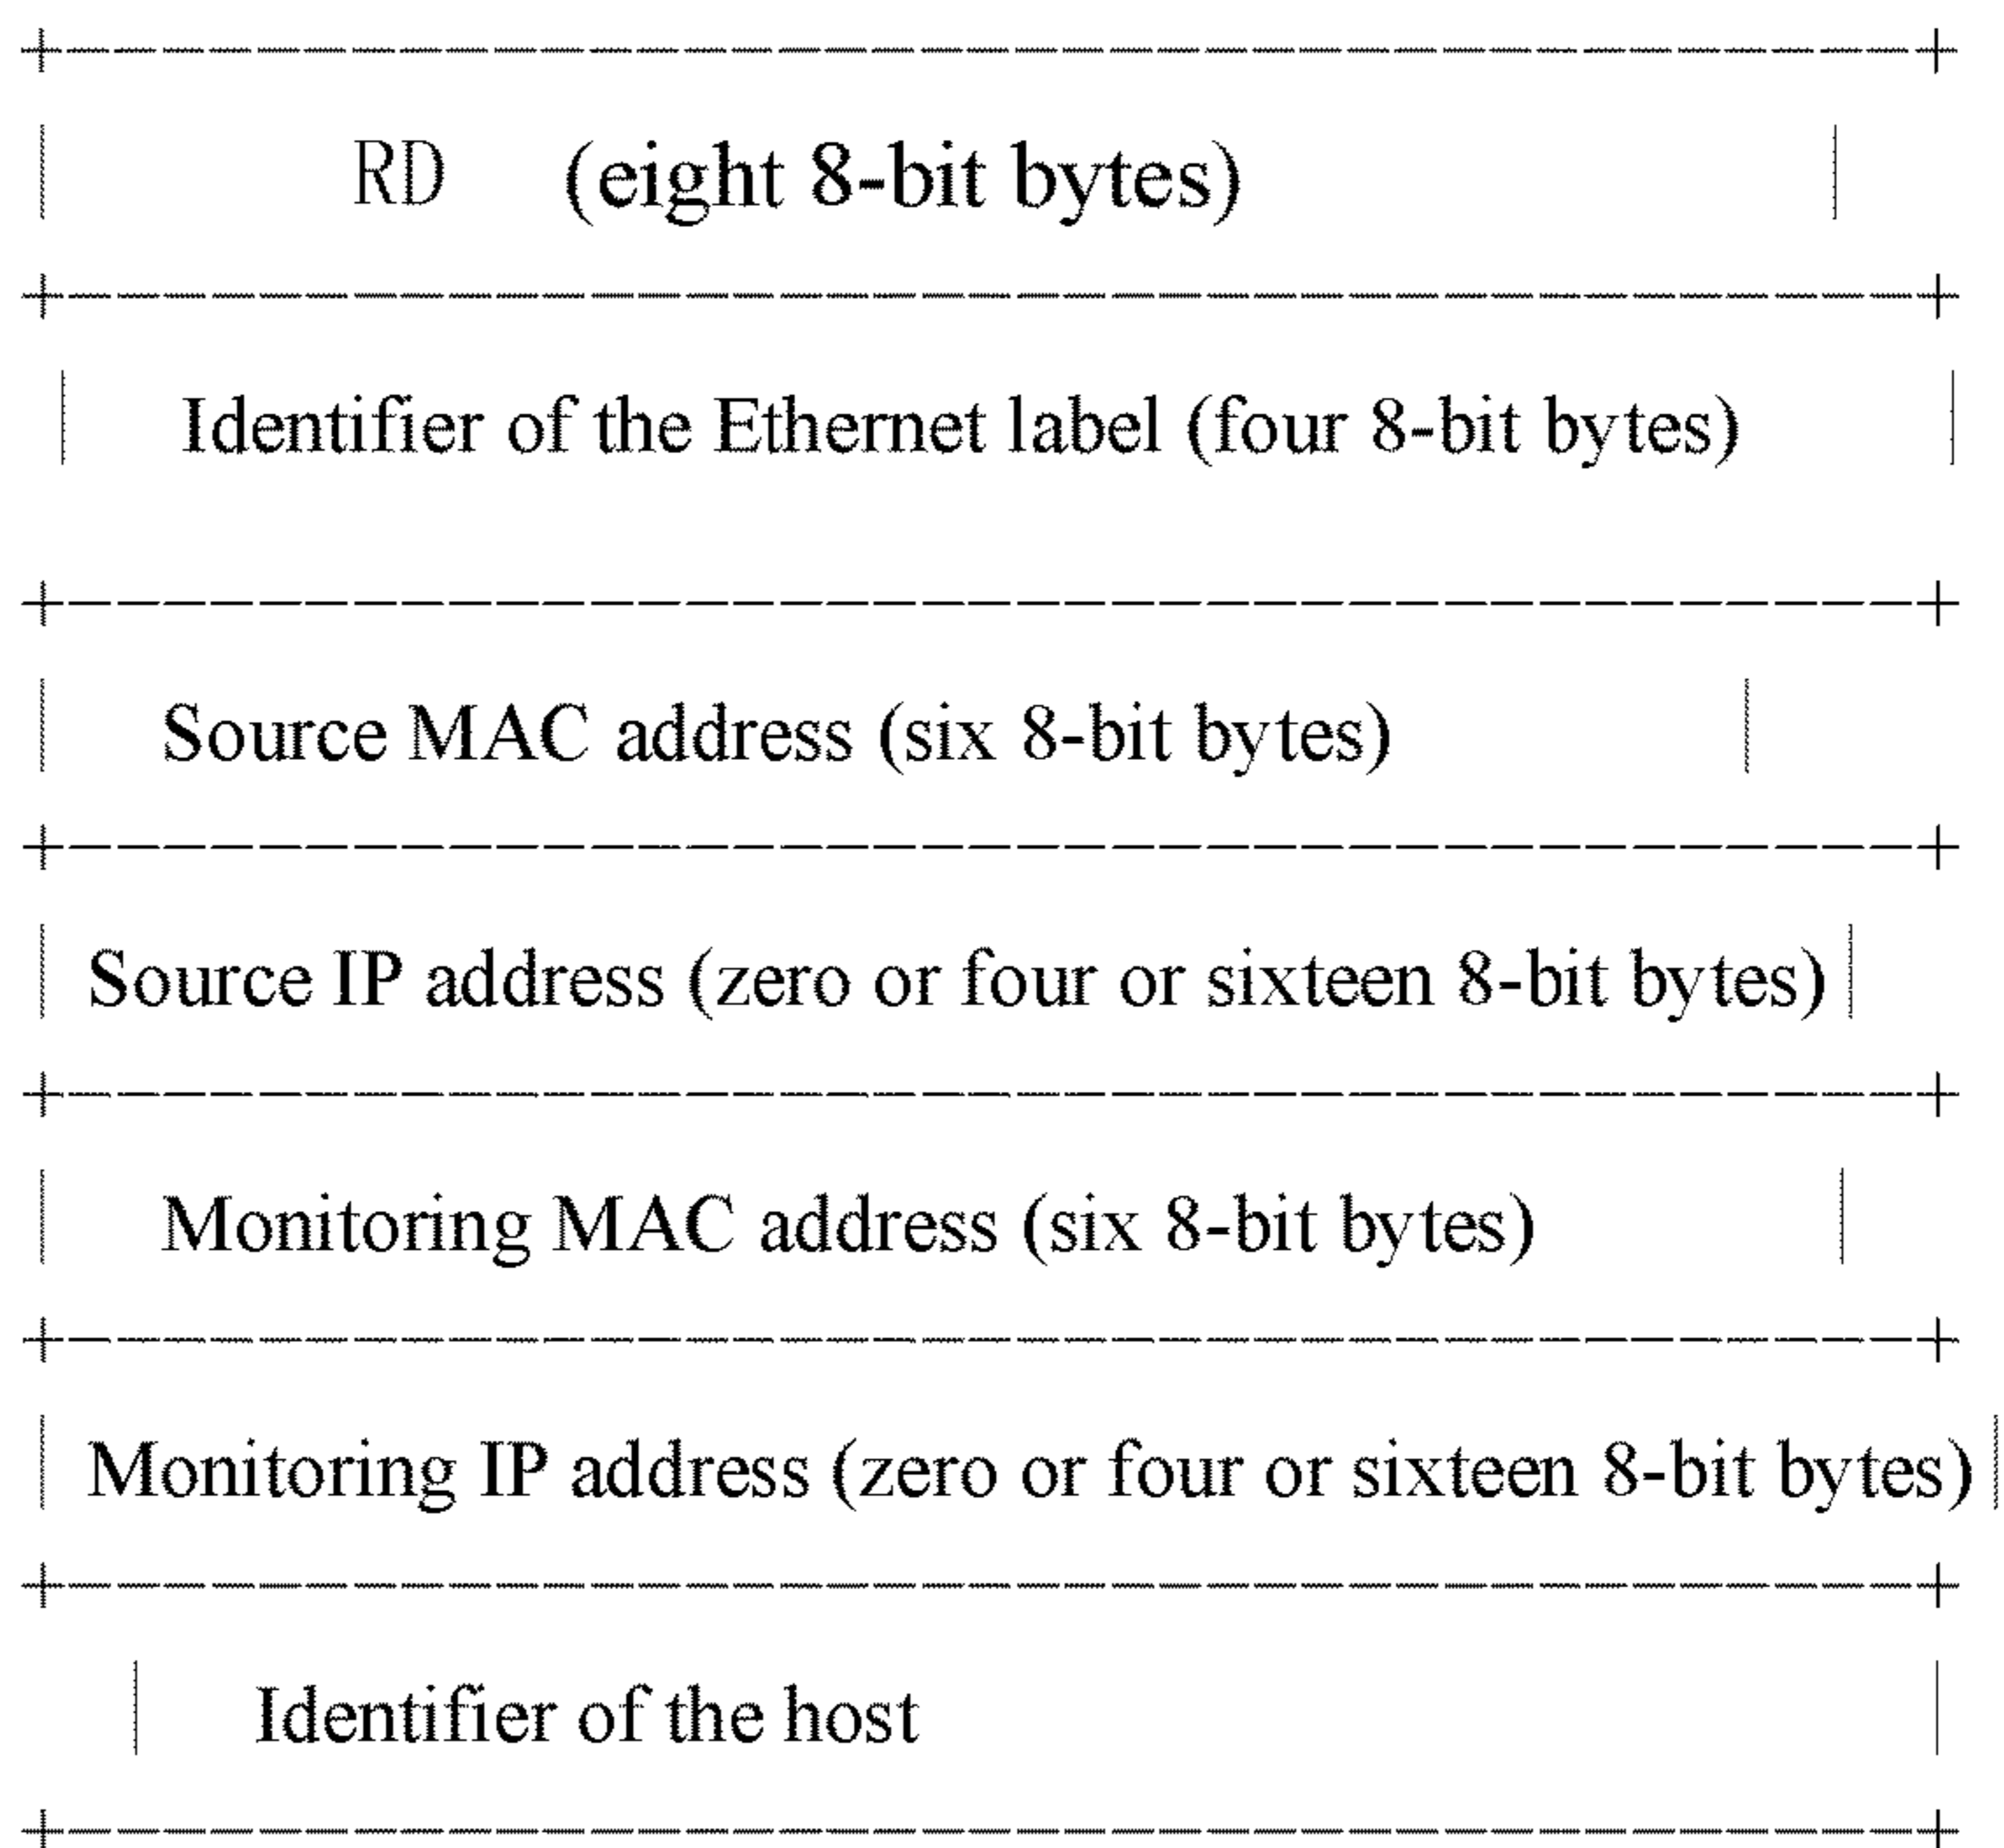 RD (eight 8-bit bytes)
Identifier of the Ethernet label (four 8-bit bytes)
Source MAC address (six 8-bit bytes)
Source IP address (zero or four or sixteen 8-bit bytes)
Monitoring MAC address (six 8-bit bytes)
Monitoring IP address (zero or four or sixteen 8-bit bytes)
Identifier of the host